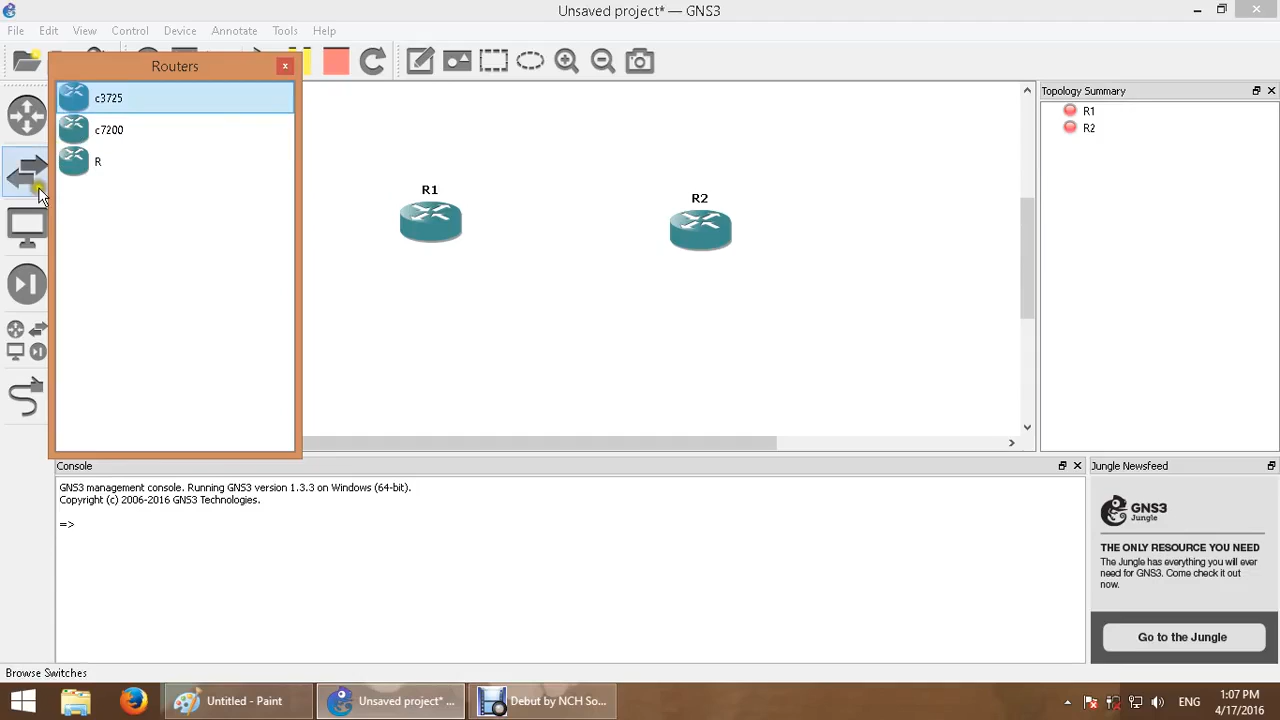 Unsaved project* — GNS3
File Edit View Control Device Annotate Tools Help
Routers
c3725
c7200
R
R1
R2
Topology Summary
R1
R2
Console
GNS3 management console. Running GNS3 version 1.3.3 on Windows (64-bit).
Copyright (c) 2006-2016 GNS3 Technologies.
=>
Jungle Newsfeed
GNS3
Jungle
THE ONLY RESOURCE YOU NEED
The Jungle has everything you will ever
need for GNS3. Come check it out
now.
Go to the Jungle
Browse Switches
Untitled - Paint
Unsaved project* ...
Debut by NCH So...
ENG
1:07 PM
4/17/2016